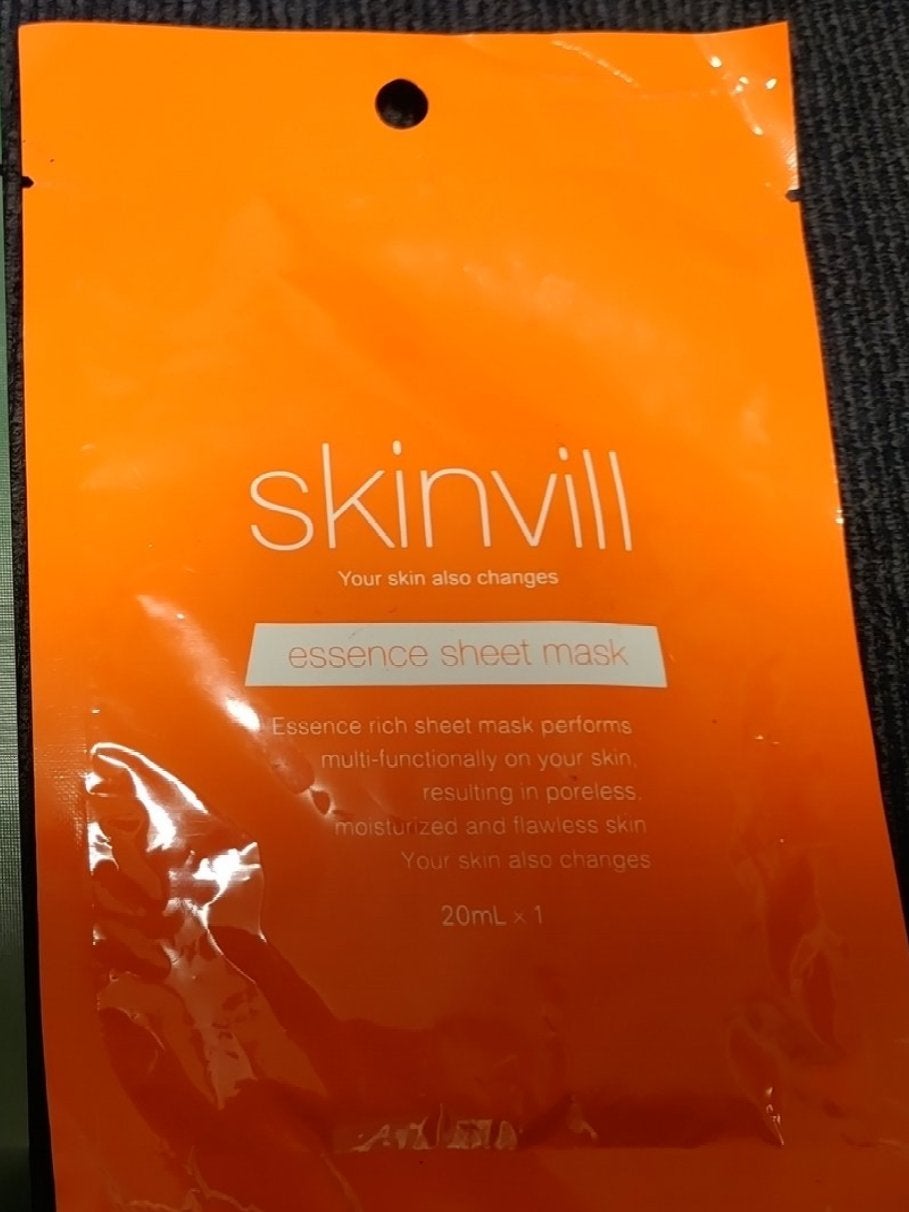 skinvill
Your skin also changes
essence sheet mask
Essence rich sheet mask performs
multi-functionally on your skin,
resulting in poreless,
moisturized and flawless skin
Your skin also changes
20mL × 1